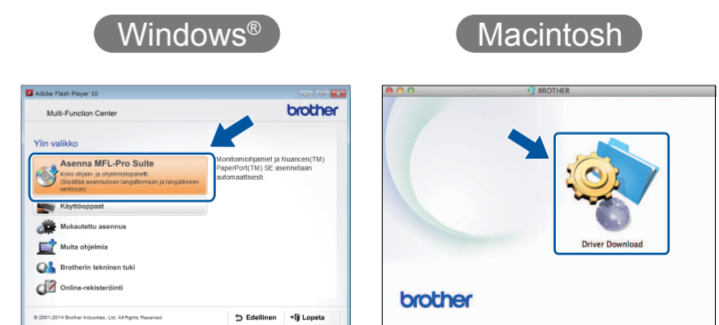 Windows®
Macintosh
Adobe Flash Player 10
Multi-Function Center
brother
Ylin valikko
Asenna MFL-Pro Suite
Koko ohjain- ja ohjelmistopaketti
(Sisältää asennuksen langattomaan ja langalliseen
verkkoon)
Monitoimiohjaimet ja Nuancen(TM)
PaperPort(TM) SE asennetaan
automaattisesti.
Käyttöoppaat
Mukautettu asennus
Muita ohjelmia
Brotherin tekninen tuki
Online-rekisteröinti
© 2001-2014 Brother Industries, Ltd. All Rights Reserved.
Edellinen
Lopeta
BROTHER
Driver Download
brother